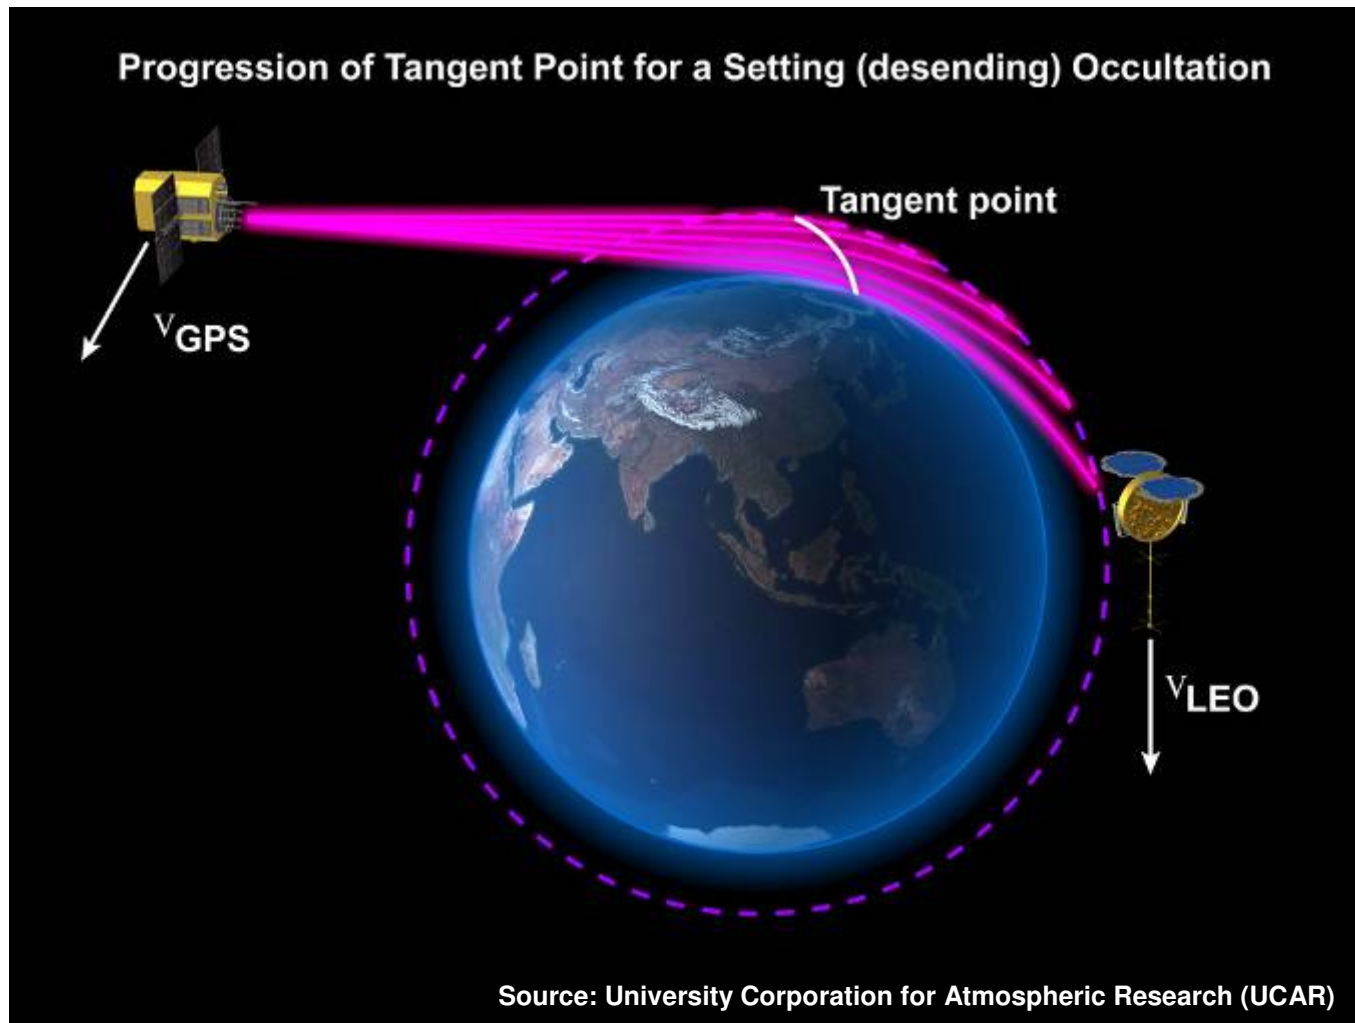 Progression of Tangent Point for a Setting (desending) Occultation
Tangent point
VGPS
VLEO
Source: University Corporation for Atmospheric Research (UCAR)